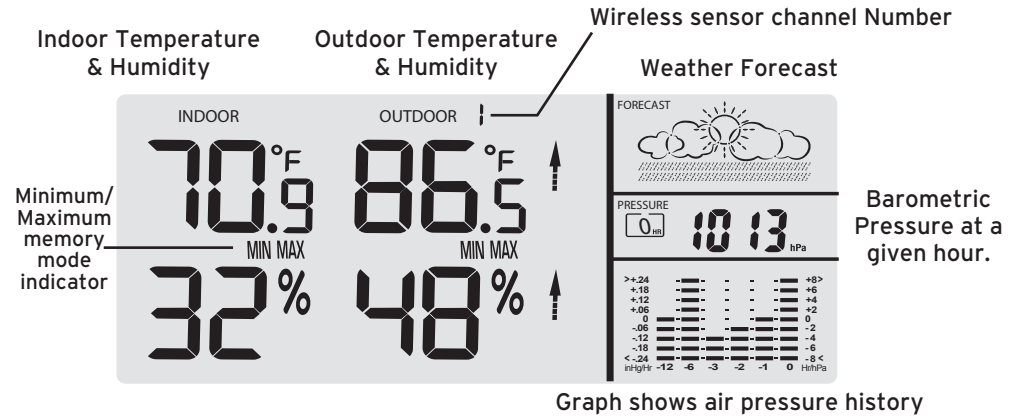 Wireless sensor channel Number
Indoor Temperature
& Humidity
Outdoor Temperature
& Humidity
Weather Forecast
INDOOR
OUTDOOR 1
FORECAST
70.9 °F
86.5 °F
Minimum/
Maximum
memory
mode
indicator
MIN MAX
MIN MAX
PRESSURE
0 HR
1013 hPa
Barometric
Pressure at a
given hour.
32 %
48 %
>+.24 +8>
+.18 +6
+.12 +4
+.06 +2
0 0
-.06 -2
-.12 -4
-.18 -6
<-.24 -8<
inHg/Hr -12 -6 -3 -2 -1 0 Hr/hPa
Graph shows air pressure history